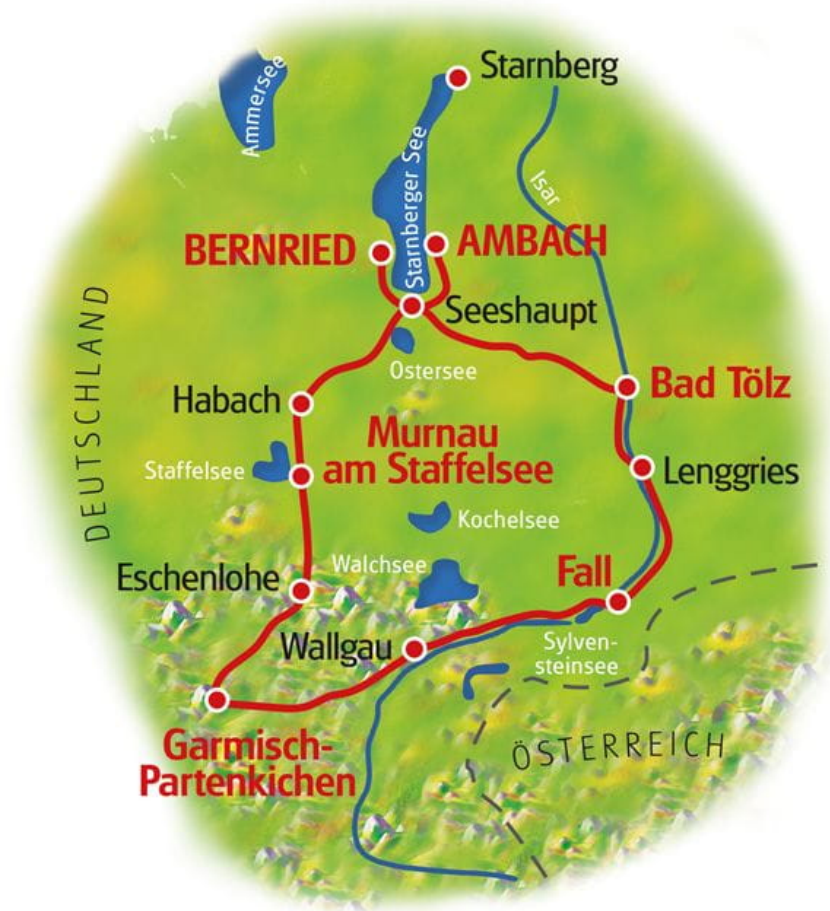 Starnberg
Ammersee
Starnberger See
Isar
BERNRIED
AMBACH
Seeshaupt
DEUTSCHLAND
Ostersee
Bad Tölz
Habach
Murnau
am Staffelsee
Staffelsee
Lenggries
Kochelsee
Walchsee
Fall
Eschenlohe
Wallgau
Sylven-
steinsee
Garmisch-
Partenkichen
ÖSTERREICH